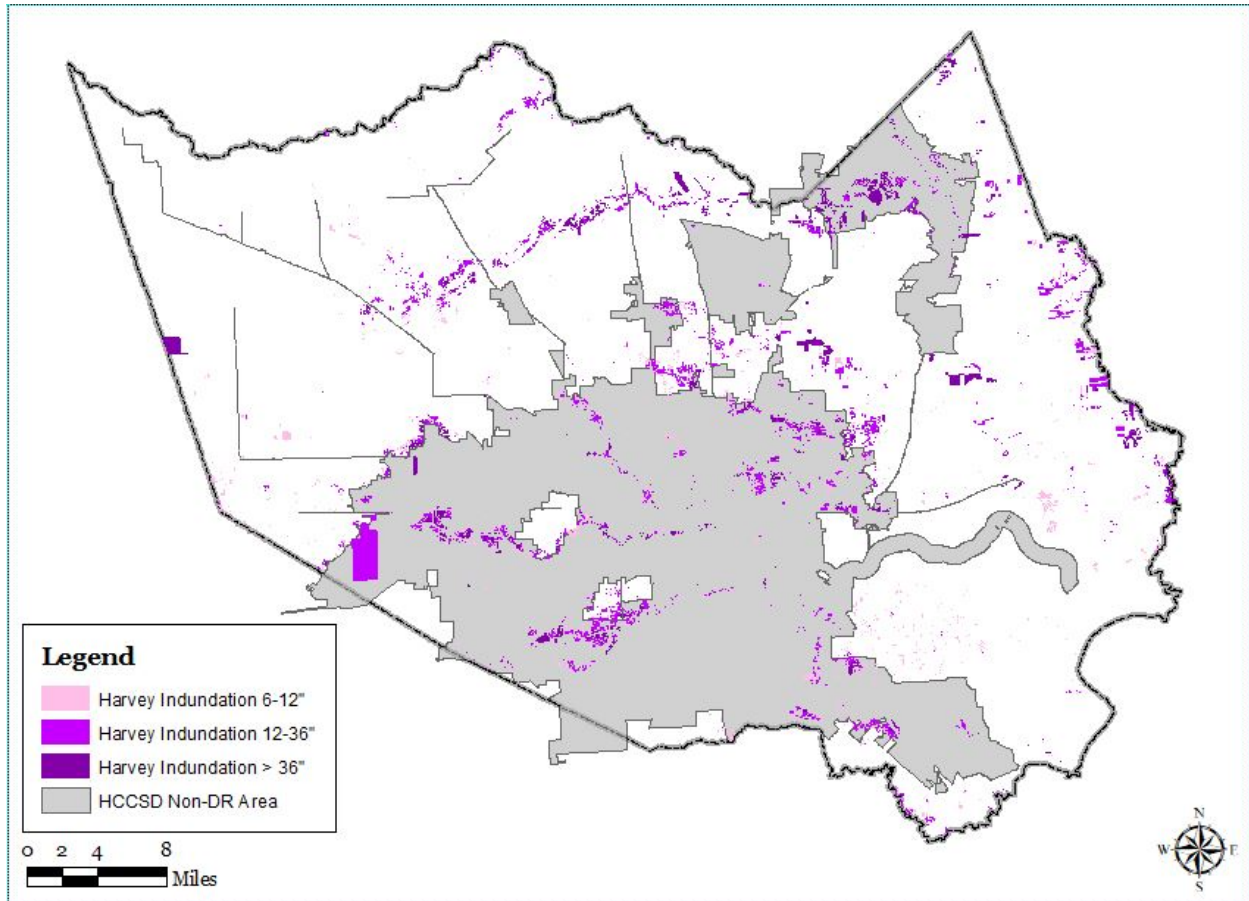 Legend
Harvey Indundation 6-12"
Harvey Indundation 12-36"
Harvey Indundation > 36"
HCCSD Non-DR Area
0 2 4 8
Miles
N
W E
S